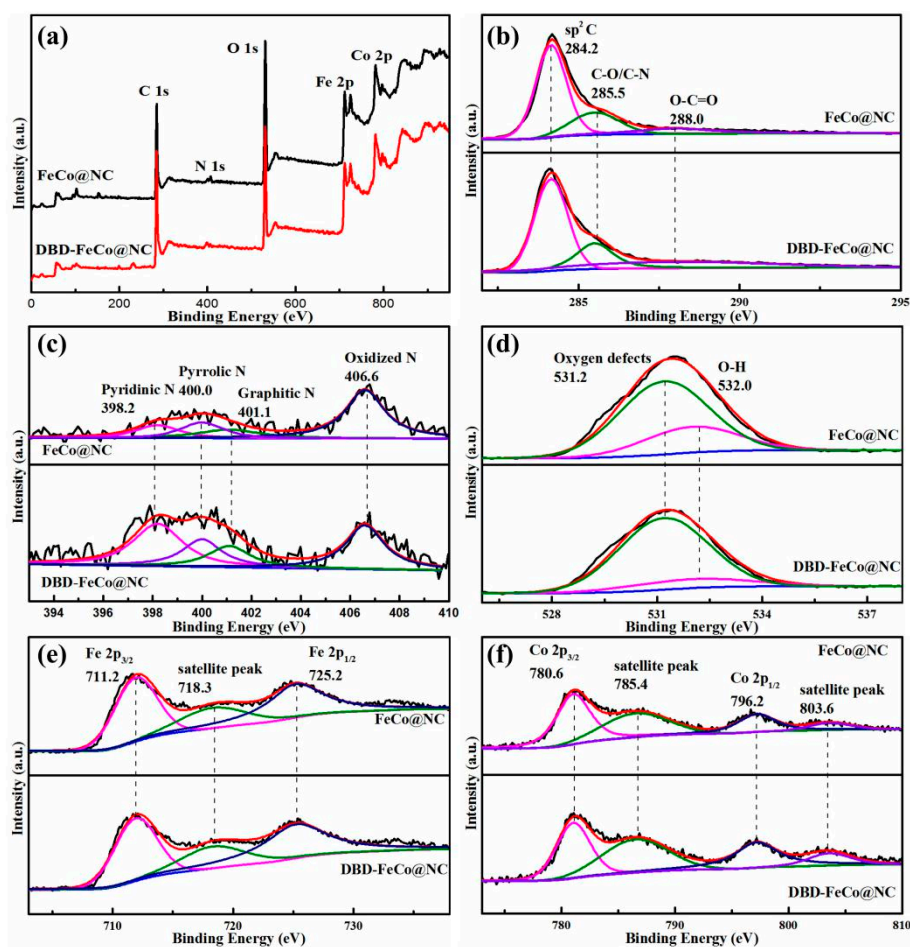 (a)
C 1s
N 1s
O 1s
Fe 2p
Co 2p
FeCo@NC
DBD-FeCo@NC
Intensity (a.u.)
0 200 400 600 800
Binding Energy (eV)
(b)
sp² C
284.2
C-O/C-N
285.5
O-C=O
288.0
FeCo@NC
DBD-FeCo@NC
Intensity (a.u.)
285 290 295
Binding Energy (eV)
(c)
Pyridinic N
398.2
Pyrrolic N
400.0
Graphitic N
401.1
Oxidized N
406.6
FeCo@NC
DBD-FeCo@NC
Intensity (a.u.)
394 396 398 400 402 404 406 408 410
Binding Energy (eV)
(d)
Oxygen defects
531.2
O-H
532.0
FeCo@NC
DBD-FeCo@NC
Intensity (a.u.)
528 531 534 537
Binding Energy (eV)
(e)
Fe 2p3/2
711.2
satellite peak
718.3
Fe 2p1/2
725.2
FeCo@NC
DBD-FeCo@NC
Intensity (a.u.)
710 720 730
Binding Energy (eV)
(f)
Co 2p3/2
780.6
satellite peak
785.4
Co 2p1/2
796.2
satellite peak
803.6
FeCo@NC
DBD-FeCo@NC
Intensity (a.u.)
780 790 800 810
Binding Energy (eV)